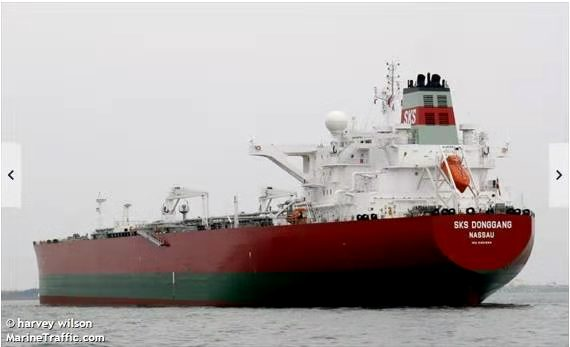 SKS
SKS DONGGANG
NASSAU
© harvey wilson
MarineTraffic.com